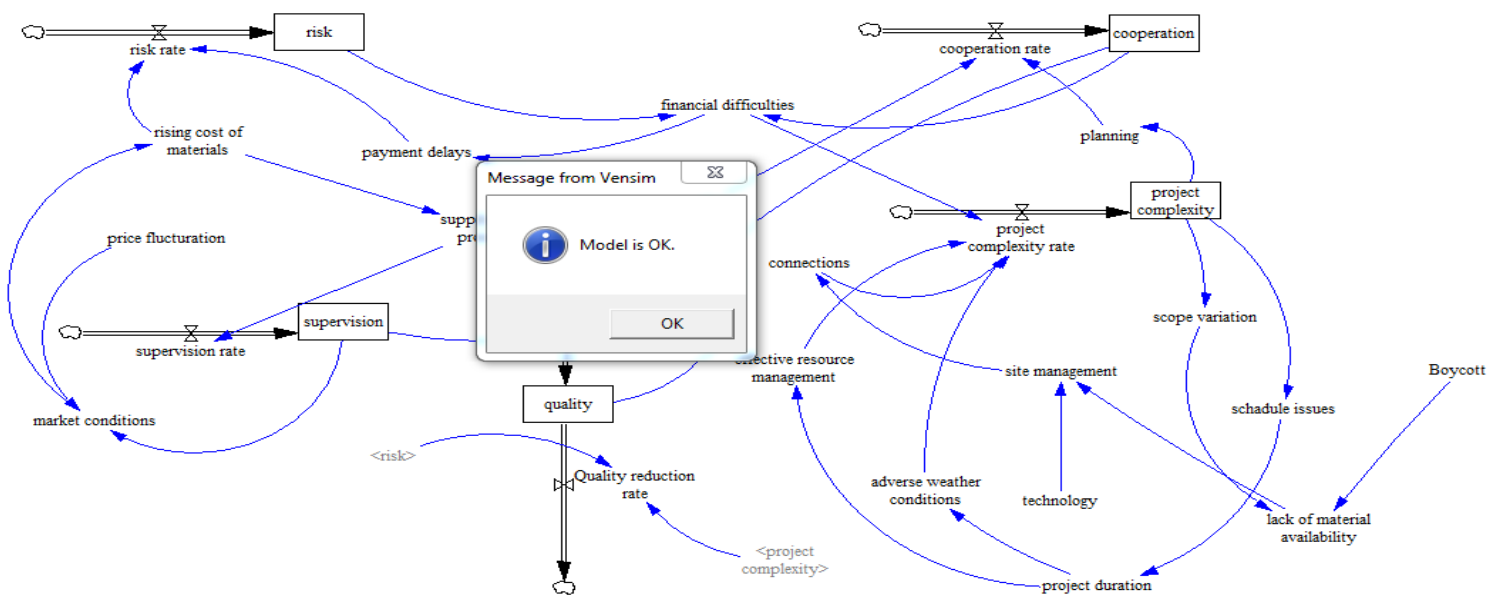 risk
risk rate
cooperation
cooperation rate
financial difficulties
rising cost of
materials
payment delays
planning
Message from Vensim
Model is OK.
OK
project
complexity
project
complexity rate
price flucturation
connections
supervision
supervision rate
scope variation
management
site management
Boycott
quality
schadule issues
market conditions
<risk>
Quality reduction
rate
adverse weather
conditions
technology
lack of material
availability
<project
complexity>
project duration